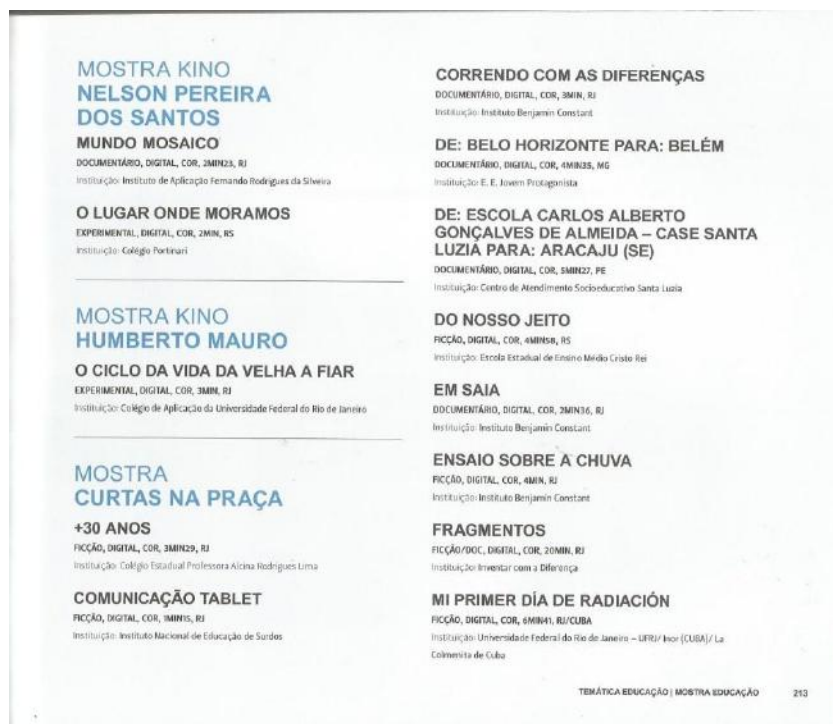 MOSTRA KINO
NELSON PEREIRA
DOS SANTOS
MUNDO MOSAICO
DOCUMENTÁRIO, DIGITAL, COR, 2MIN23, RJ
Instituição: Instituto de Aplicação Fernando Rodrigues da Silveira
O LUGAR ONDE MORAMOS
EXPERIMENTAL, DIGITAL, COR, 2MIN, RS
Instituição: Colégio Portinari
MOSTRA KINO
HUMBERTO MAURO
O CICLO DA VIDA DA VELHA A FIAR
EXPERIMENTAL, DIGITAL, COR, 3MIN, RJ
Instituição: Colégio de Aplicação da Universidade Federal do Rio de Janeiro
MOSTRA
CURTAS NA PRAÇA
+30 ANOS
FICÇÃO, DIGITAL, COR, 3MIN29, RJ
Instituição: Colégio Estadual Professora Alcina Rodrigues Lima
COMUNICAÇÃO TABLET
FICÇÃO, DIGITAL, COR, 1MIN15, RJ
Instituição: Instituto Nacional de Educação de Surdos
CORRENDO COM AS DIFERENÇAS
DOCUMENTÁRIO, DIGITAL, COR, 3MIN, RJ
Instituição: Instituto Benjamin Constant
DE: BELO HORIZONTE PARA: BELÉM
DOCUMENTÁRIO, DIGITAL, COR, 4MIN35, MG
Instituição: E. E. Jovem Protagonista
DE: ESCOLA CARLOS ALBERTO
GONÇALVES DE ALMEIDA – CASE SANTA
LUZIA PARA: ARACAJU (SE)
DOCUMENTÁRIO, DIGITAL, COR, 5MIN27, PE
Instituição: Centro de Atendimento Socioeducativo Santa Luzia
DO NOSSO JEITO
FICÇÃO, DIGITAL, COR, 4MIN58, RS
Instituição: Escola Estadual de Ensino Médio Cristo Rei
EM SAIA
DOCUMENTÁRIO, DIGITAL, COR, 2MIN36, RJ
Instituição: Instituto Benjamin Constant
ENSAIO SOBRE A CHUVA
FICÇÃO, DIGITAL, COR, 4MIN, RJ
Instituição: Instituto Benjamin Constant
FRAGMENTOS
FICÇÃO/DOC, DIGITAL, COR, 20MIN, RJ
Instituição: Inventar com a Diferença
MI PRIMER DÍA DE RADIACIÓN
FICÇÃO, DIGITAL, COR, 6MIN41, RJ/CUBA
Instituição: Universidade Federal do Rio de Janeiro – UFRJ/ Inor (CUBA)/ La
Colmenita de Cuba
TEMÁTICA EDUCAÇÃO | MOSTRA EDUCAÇÃO 213